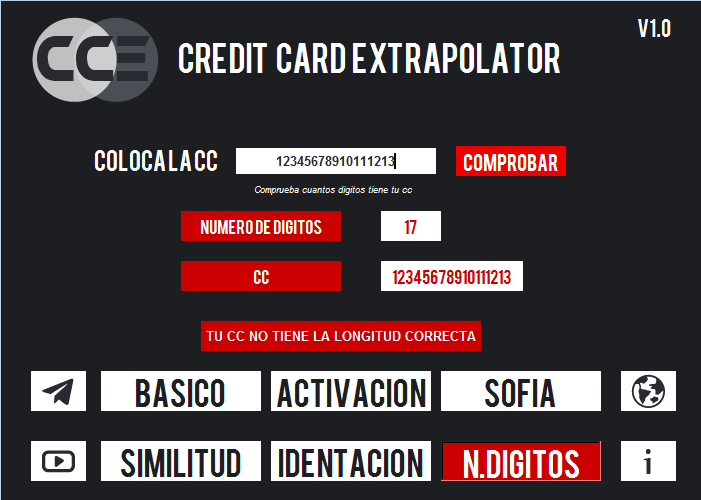 CCE
CREDIT CARD EXTRAPOLATOR
V1.0
COLOCA LA CC
12345678910111213
COMPROBAR
Comprueba cuantos digitos tiene tu cc
NUMERO DE DIGITOS
17
CC
12345678910111213
TU CC NO TIENE LA LONGITUD CORRECTA
BASICO
ACTIVACION
SOFIA
SIMILITUD
IDENTACION
N.DIGITOS
i